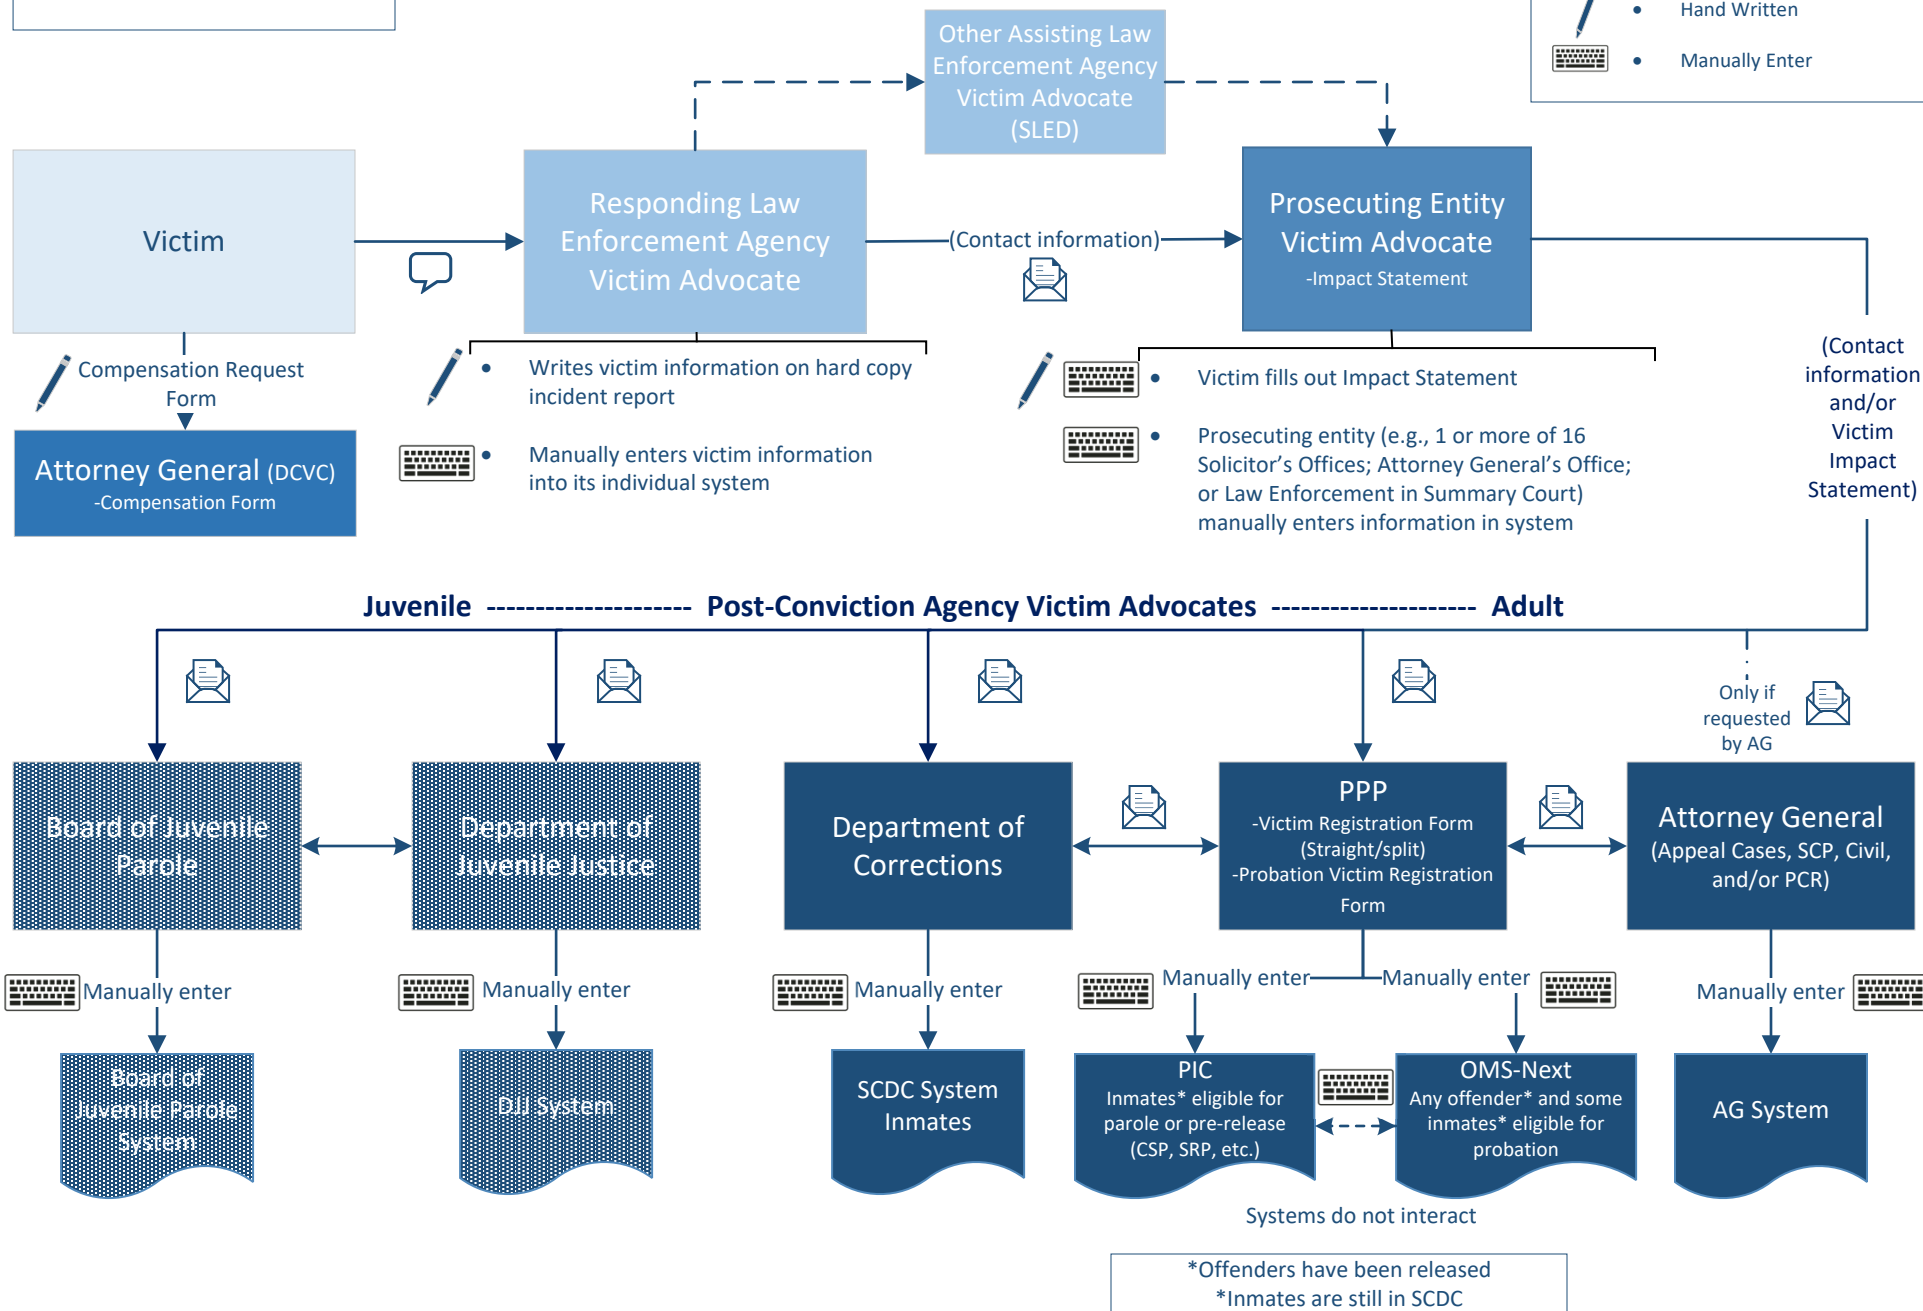 Hand Written
Manually Enter
Other Assisting Law
Enforcement Agency
Victim Advocate
(SLED)
Victim
Responding Law
Enforcement Agency
Victim Advocate
(Contact information)
Prosecuting Entity
Victim Advocate
-Impact Statement
Compensation Request
Form
Attorney General (DCVC)
-Compensation Form
• Writes victim information on hard copy
incident report
• Manually enters victim information
into its individual system
• Victim fills out Impact Statement
• Prosecuting entity (e.g., 1 or more of 16
Solicitor’s Offices; Attorney General’s Office;
or Law Enforcement in Summary Court)
manually enters information in system
(Contact
information
and/or
Victim
Impact
Statement)
Juvenile --------------------- Post-Conviction Agency Victim Advocates --------------------- Adult
Only if
requested
by AG
Board of Juvenile
Parole
Department of
Juvenile Justice
Department of
Corrections
PPP
-Victim Registration Form
(Straight/split)
-Probation Victim Registration
Form
Attorney General
(Appeal Cases, SCP, Civil,
and/or PCR)
Manually enter
Manually enter
Manually enter
Manually enter
Manually enter
Manually enter
Board of
Juvenile Parole
System
DJJ System
SCDC System
Inmates
PIC
Inmates* eligible for
parole or pre-release
(CSP, SRP, etc.)
OMS-Next
Any offender* and some
inmates* eligible for
probation
AG System
Systems do not interact
*Offenders have been released
*Inmates are still in SCDC